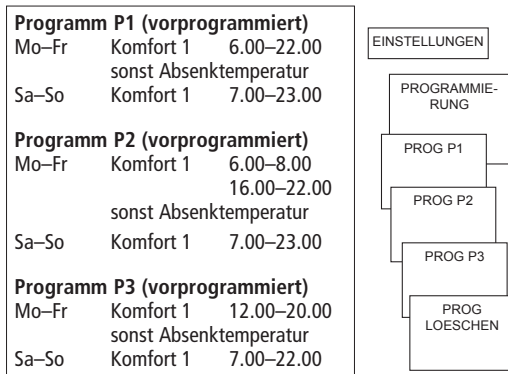 Programm P1 (vorprogrammiert)
Mo–Fr Komfort 1 6.00–22.00
sonst Absenktemperatur
Sa–So Komfort 1 7.00–23.00
Programm P2 (vorprogrammiert)
Mo–Fr Komfort 1 6.00–8.00
16.00–22.00
sonst Absenktemperatur
Sa–So Komfort 1 7.00–23.00
Programm P3 (vorprogrammiert)
Mo–Fr Komfort 1 12.00–20.00
sonst Absenktemperatur
Sa–So Komfort 1 7.00–22.00
EINSTELLUNGEN
PROGRAMMIE-
RUNG
PROG P1
PROG P2
PROG P3
PROG
LOESCHEN